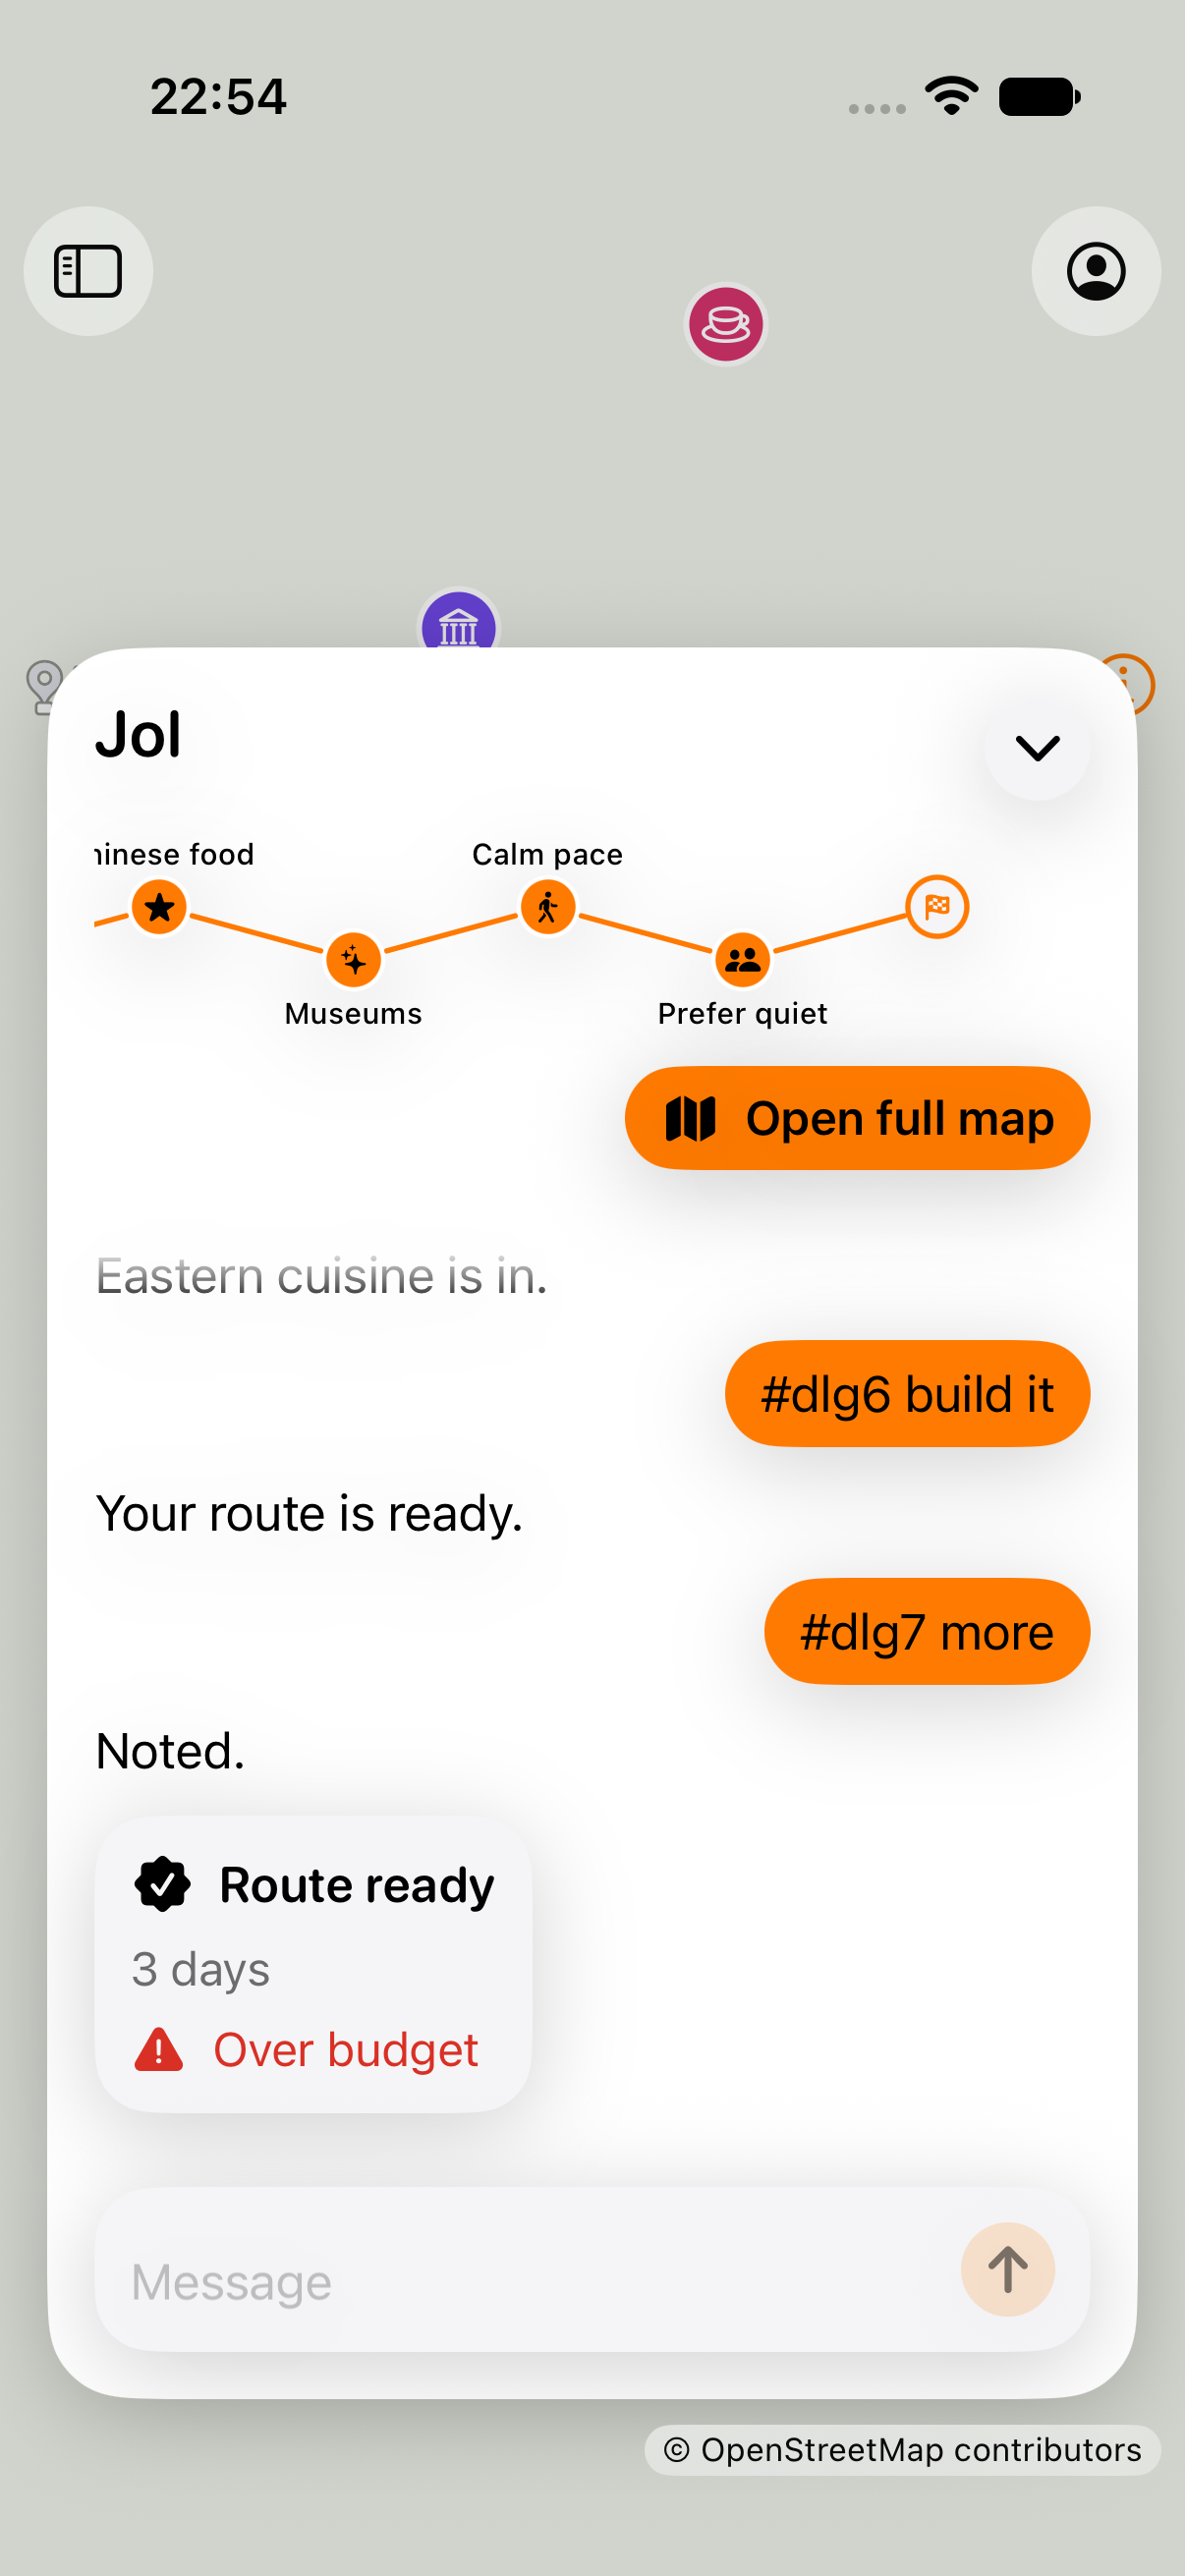 22:54
Jol
hinese food
Calm pace
Museums
Prefer quiet
Open full map
Eastern cuisine is in.
#dlg6 build it
Your route is ready.
#dlg7 more
Noted.
Route ready
3 days
Over budget
Message
© OpenStreetMap contributors